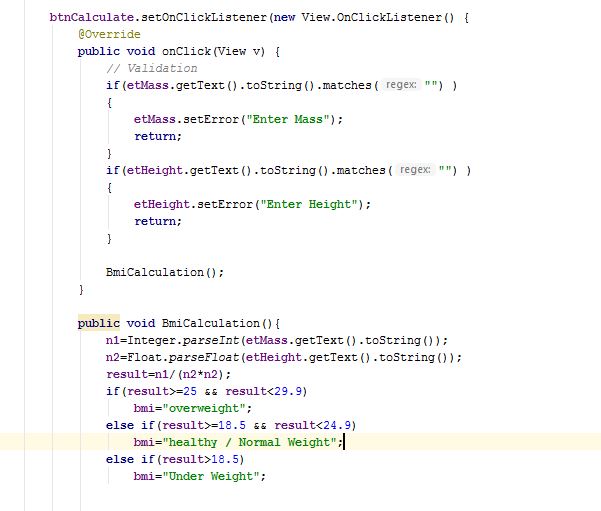 btnCalculate.setOnClickListener(new View.OnClickListener() {
@Override
public void onClick(View v) {
// Validation
if(etMass.getText().toString().matches( regex: "") )
{
etMass.setError("Enter Mass");
return;
}
if(etHeight.getText().toString().matches( regex: "") )
{
etHeight.setError("Enter Height");
return;
}
BmiCalculation();
}
public void BmiCalculation(){
n1=Integer.parseInt(etMass.getText().toString());
n2=Float.parseFloat(etHeight.getText().toString());
result=n1/(n2*n2);
if(result>=25 && result<29.9)
bmi="overweight";
else if(result>=18.5 && result<24.9)
bmi="healthy / Normal Weight";
else if(result>18.5)
bmi="Under Weight";